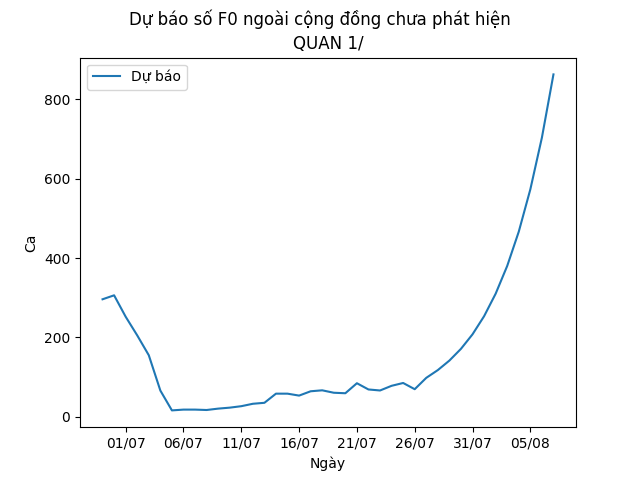 Dự báo số F0 ngoài cộng đồng chưa phát hiện
QUAN 1/
Dự báo
800
600
400
200
0
Ca
01/07 06/07 11/07 16/07 21/07 26/07 31/07 05/08
Ngày